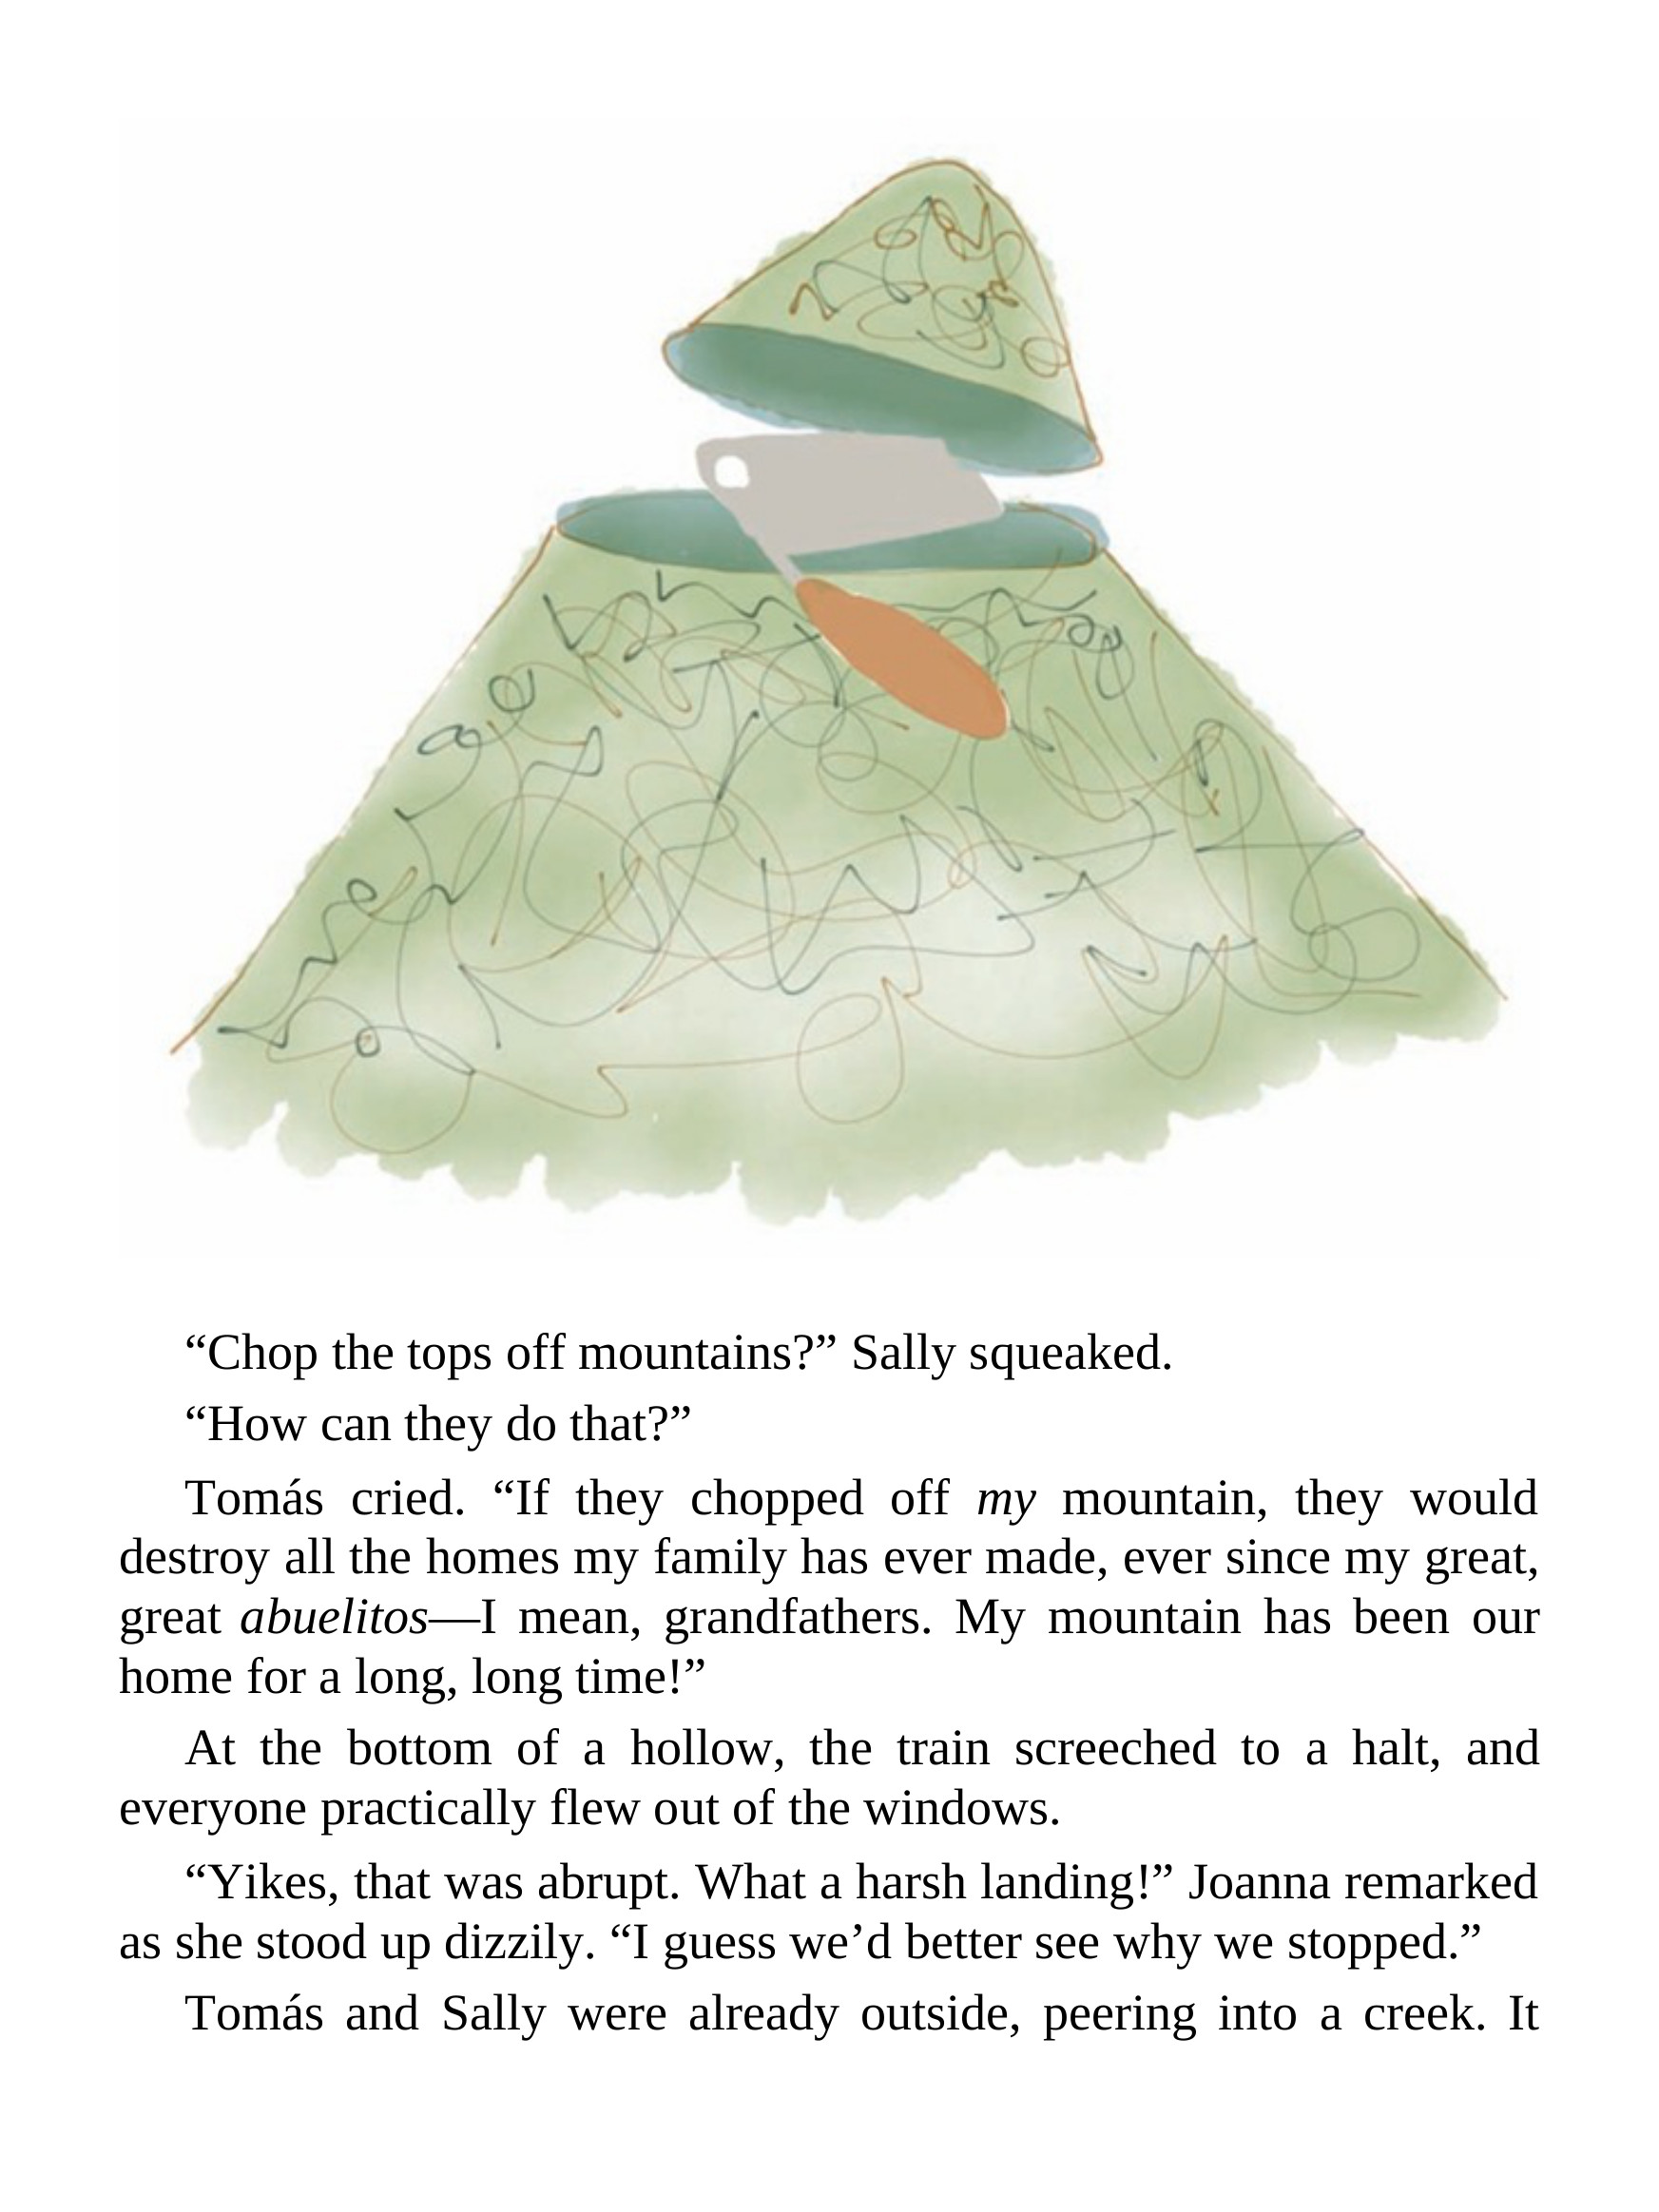 “Chop the tops off mountains?” Sally squeaked.
“How can they do that?”
Tomás cried. “If they chopped off my mountain, they would
destroy all the homes my family has ever made, ever since my great,
great abuelitos—I mean, grandfathers. My mountain has been our
home for a long, long time!”
At the bottom of a hollow, the train screeched to a halt, and
everyone practically flew out of the windows.
“Yikes, that was abrupt. What a harsh landing!” Joanna remarked
as she stood up dizzily. “I guess we’d better see why we stopped.”
Tomás and Sally were already outside, peering into a creek. It